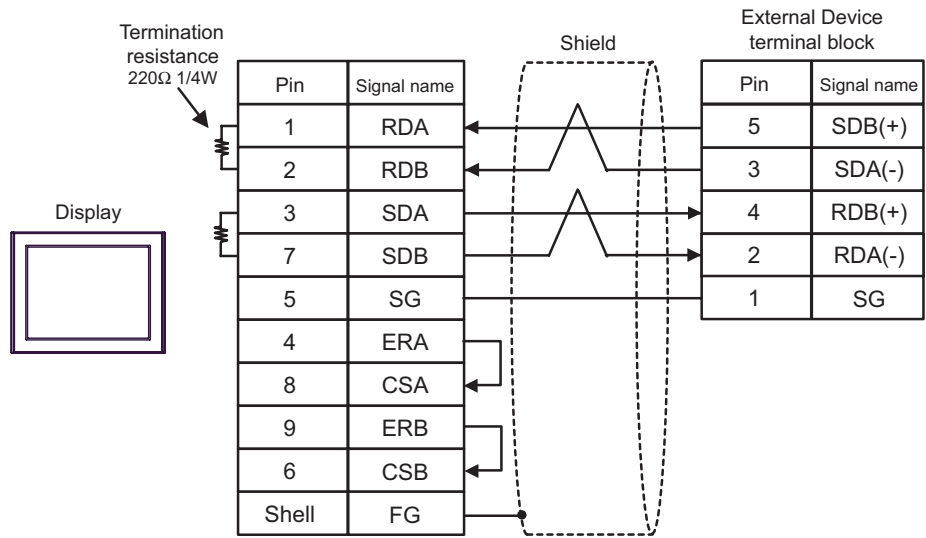 Termination
resistance
220Ω 1/4W
Shield
External Device
terminal block
Display
Pin Signal name
1 RDA
2 RDB
3 SDA
7 SDB
5 SG
4 ERA
8 CSA
9 ERB
6 CSB
Shell FG
Pin Signal name
5 SDB(+)
3 SDA(-)
4 RDB(+)
2 RDA(-)
1 SG